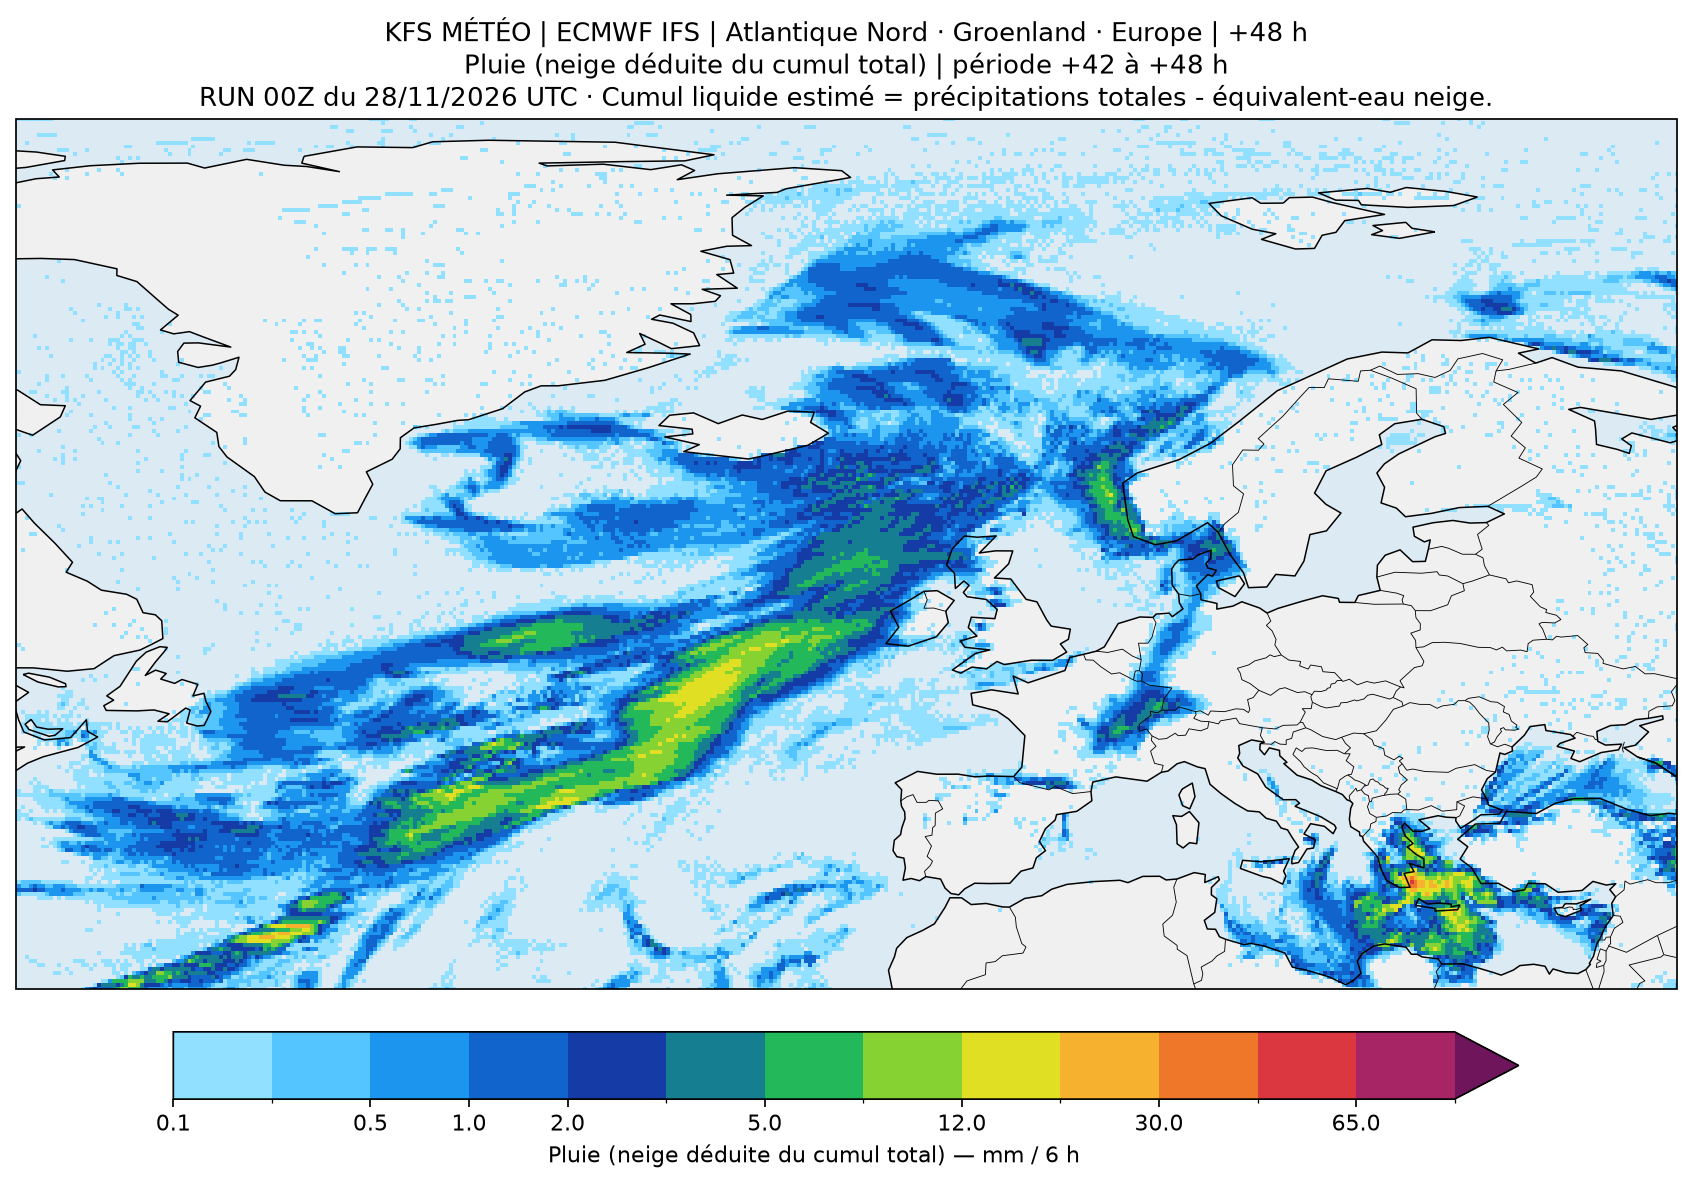 KFS MÉTÉO | ECMWF IFS | Atlantique Nord · Groenland · Europe | +48 h
Pluie (neige déduite du cumul total) | période +42 à +48 h
RUN 00Z du 28/11/2026 UTC · Cumul liquide estimé = précipitations totales - équivalent-eau neige.
0.1 0.5 1.0 2.0 5.0 12.0 30.0 65.0
Pluie (neige déduite du cumul total) — mm / 6 h